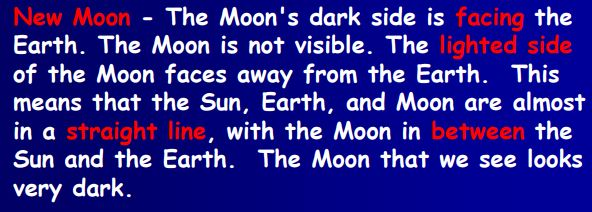 New Moon - The Moon's dark side is facing the
Earth. The Moon is not visible. The lighted side
of the Moon faces away from the Earth.  This
means that the Sun, Earth, and Moon are almost
in a straight line, with the Moon in between the
Sun and the Earth.  The Moon that we see looks
very dark.